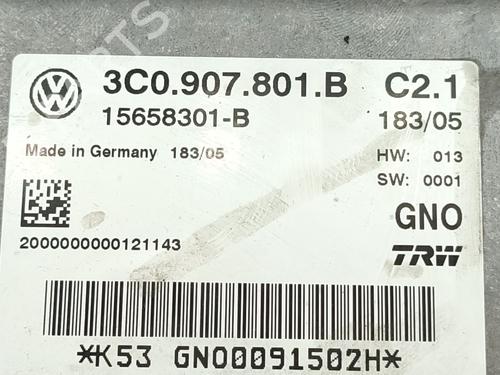 3C0.907.801.B C2.1
15658301-B 183/05
Made in Germany 183/05 HW: 013
SW: 0001
GNO
2000000000121143
TRW
*K53 GNO0091502H*